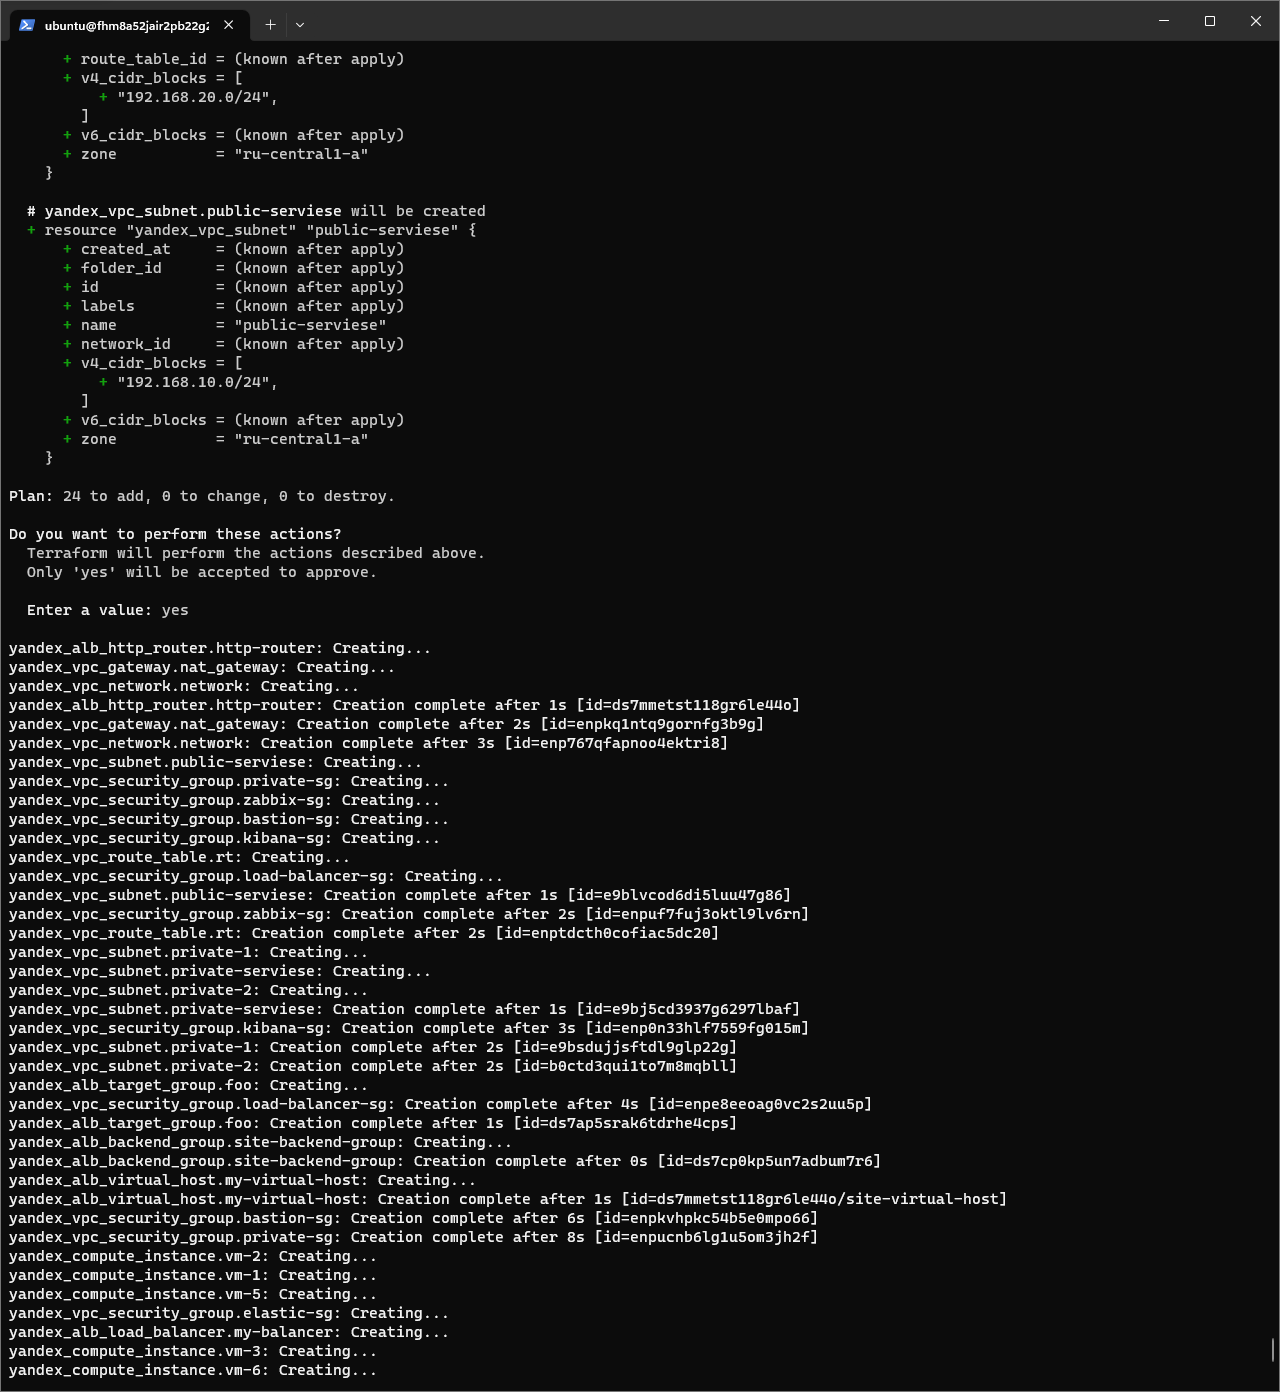 ubuntu@fhm8a52jair2pb22g2
      + route_table_id = (known after apply)
      + v4_cidr_blocks = [
          + "192.168.20.0/24",
        ]
      + v6_cidr_blocks = (known after apply)
      + zone           = "ru-central1-a"
    }

  # yandex_vpc_subnet.public-serviese will be created
  + resource "yandex_vpc_subnet" "public-serviese" {
      + created_at     = (known after apply)
      + folder_id      = (known after apply)
      + id             = (known after apply)
      + labels         = (known after apply)
      + name           = "public-serviese"
      + network_id     = (known after apply)
      + v4_cidr_blocks = [
          + "192.168.10.0/24",
        ]
      + v6_cidr_blocks = (known after apply)
      + zone           = "ru-central1-a"
    }

Plan: 24 to add, 0 to change, 0 to destroy.

Do you want to perform these actions?
  Terraform will perform the actions described above.
  Only 'yes' will be accepted to approve.

  Enter a value: yes

yandex_alb_http_router.http-router: Creating...
yandex_vpc_gateway.nat_gateway: Creating...
yandex_vpc_network.network: Creating...
yandex_alb_http_router.http-router: Creation complete after 1s [id=ds7mmetst118gr6le44o]
yandex_vpc_gateway.nat_gateway: Creation complete after 2s [id=enpkq1ntq9gornfg3b9g]
yandex_vpc_network.network: Creation complete after 3s [id=enp767qfapnoo4ektri8]
yandex_vpc_subnet.public-serviese: Creating...
yandex_vpc_security_group.private-sg: Creating...
yandex_vpc_security_group.zabbix-sg: Creating...
yandex_vpc_security_group.bastion-sg: Creating...
yandex_vpc_security_group.kibana-sg: Creating...
yandex_vpc_route_table.rt: Creating...
yandex_vpc_security_group.load-balancer-sg: Creating...
yandex_vpc_subnet.public-serviese: Creation complete after 1s [id=e9blvcod6di5luu47g86]
yandex_vpc_security_group.zabbix-sg: Creation complete after 2s [id=enpuf7fuj3oktl9lv6rn]
yandex_vpc_route_table.rt: Creation complete after 2s [id=enptdcth0cofiac5dc20]
yandex_vpc_subnet.private-1: Creating...
yandex_vpc_subnet.private-serviese: Creating...
yandex_vpc_subnet.private-2: Creating...
yandex_vpc_subnet.private-serviese: Creation complete after 1s [id=e9bj5cd3937g6297lbaf]
yandex_vpc_security_group.kibana-sg: Creation complete after 3s [id=enp0n33hlf7559fg015m]
yandex_vpc_subnet.private-1: Creation complete after 2s [id=e9bsdujjsftdl9glp22g]
yandex_vpc_subnet.private-2: Creation complete after 2s [id=b0ctd3qui1to7m8mqbll]
yandex_alb_target_group.foo: Creating...
yandex_vpc_security_group.load-balancer-sg: Creation complete after 4s [id=enpe8eeoag0vc2s2uu5p]
yandex_alb_target_group.foo: Creation complete after 1s [id=ds7ap5srak6tdrhe4cps]
yandex_alb_backend_group.site-backend-group: Creating...
yandex_alb_backend_group.site-backend-group: Creation complete after 0s [id=ds7cp0kp5un7adbum7r6]
yandex_alb_virtual_host.my-virtual-host: Creating...
yandex_alb_virtual_host.my-virtual-host: Creation complete after 1s [id=ds7mmetst118gr6le44o/site-virtual-host]
yandex_vpc_security_group.bastion-sg: Creation complete after 6s [id=enpkvhpkc54b5e0mpo66]
yandex_vpc_security_group.private-sg: Creation complete after 8s [id=enpucnb6lg1u5om3jh2f]
yandex_compute_instance.vm-2: Creating...
yandex_compute_instance.vm-1: Creating...
yandex_compute_instance.vm-5: Creating...
yandex_vpc_security_group.elastic-sg: Creating...
yandex_alb_load_balancer.my-balancer: Creating...
yandex_compute_instance.vm-3: Creating...
yandex_compute_instance.vm-6: Creating...